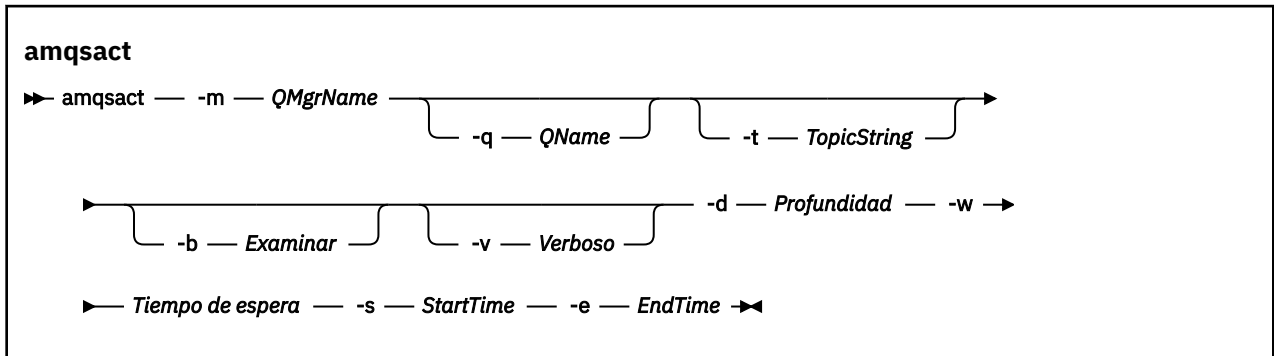 amqsact
amqsact -m QMgrName
-q QName -t TopicString
-d Profundidad -w
-b Examinar -v Verboso
Tiempo de espera -s StartTime -e EndTime